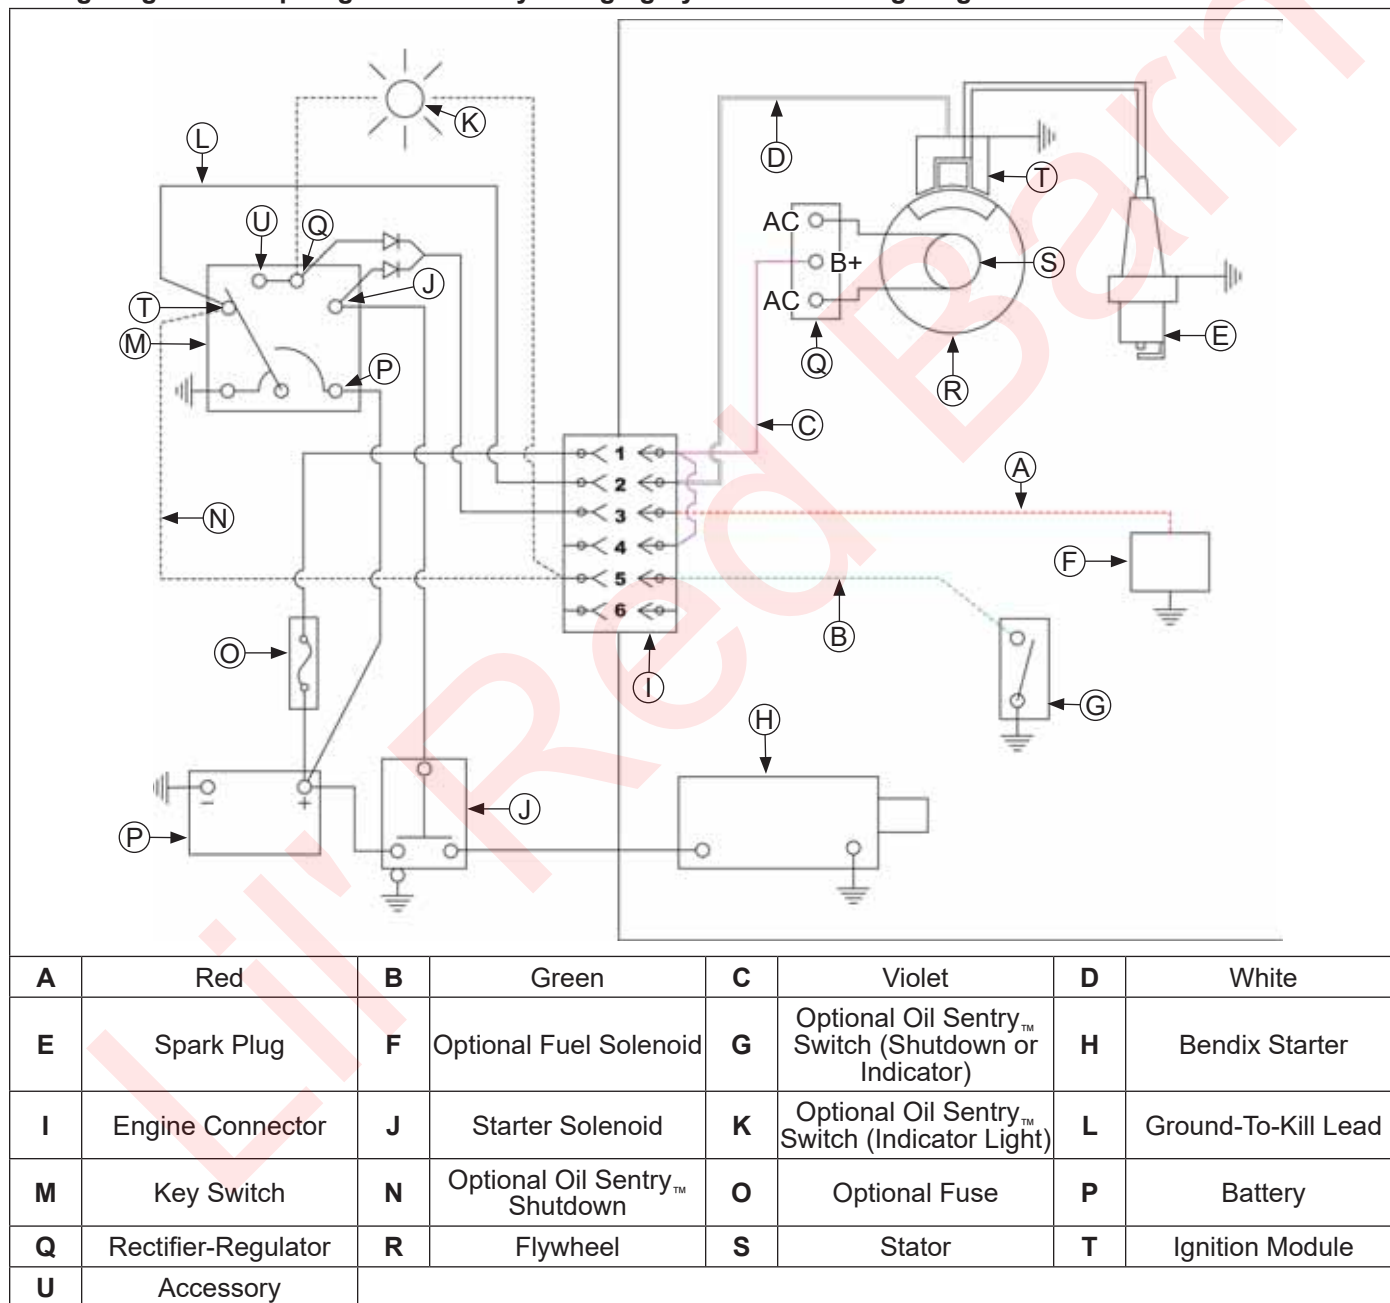 K
L
D
T
U
Q
AC
B+
S
J
T
AC
M
E
P
Q
R
C
1
A
2
N
3
4
F
5
6
B
O
I
G
H
-
+
J
P
A Red B Green C Violet D White
E Spark Plug F Optional Fuel Solenoid G Optional Oil Sentry™ Switch (Shutdown or Indicator) H Bendix Starter
I Engine Connector J Starter Solenoid K Optional Oil Sentry™ Switch (Indicator Light) L Ground-To-Kill Lead
M Key Switch N Optional Oil Sentry™ Shutdown O Optional Fuse P Battery
Q Rectifier-Regulator R Flywheel S Stator T Ignition Module
U Accessory
Lil' Red Barn